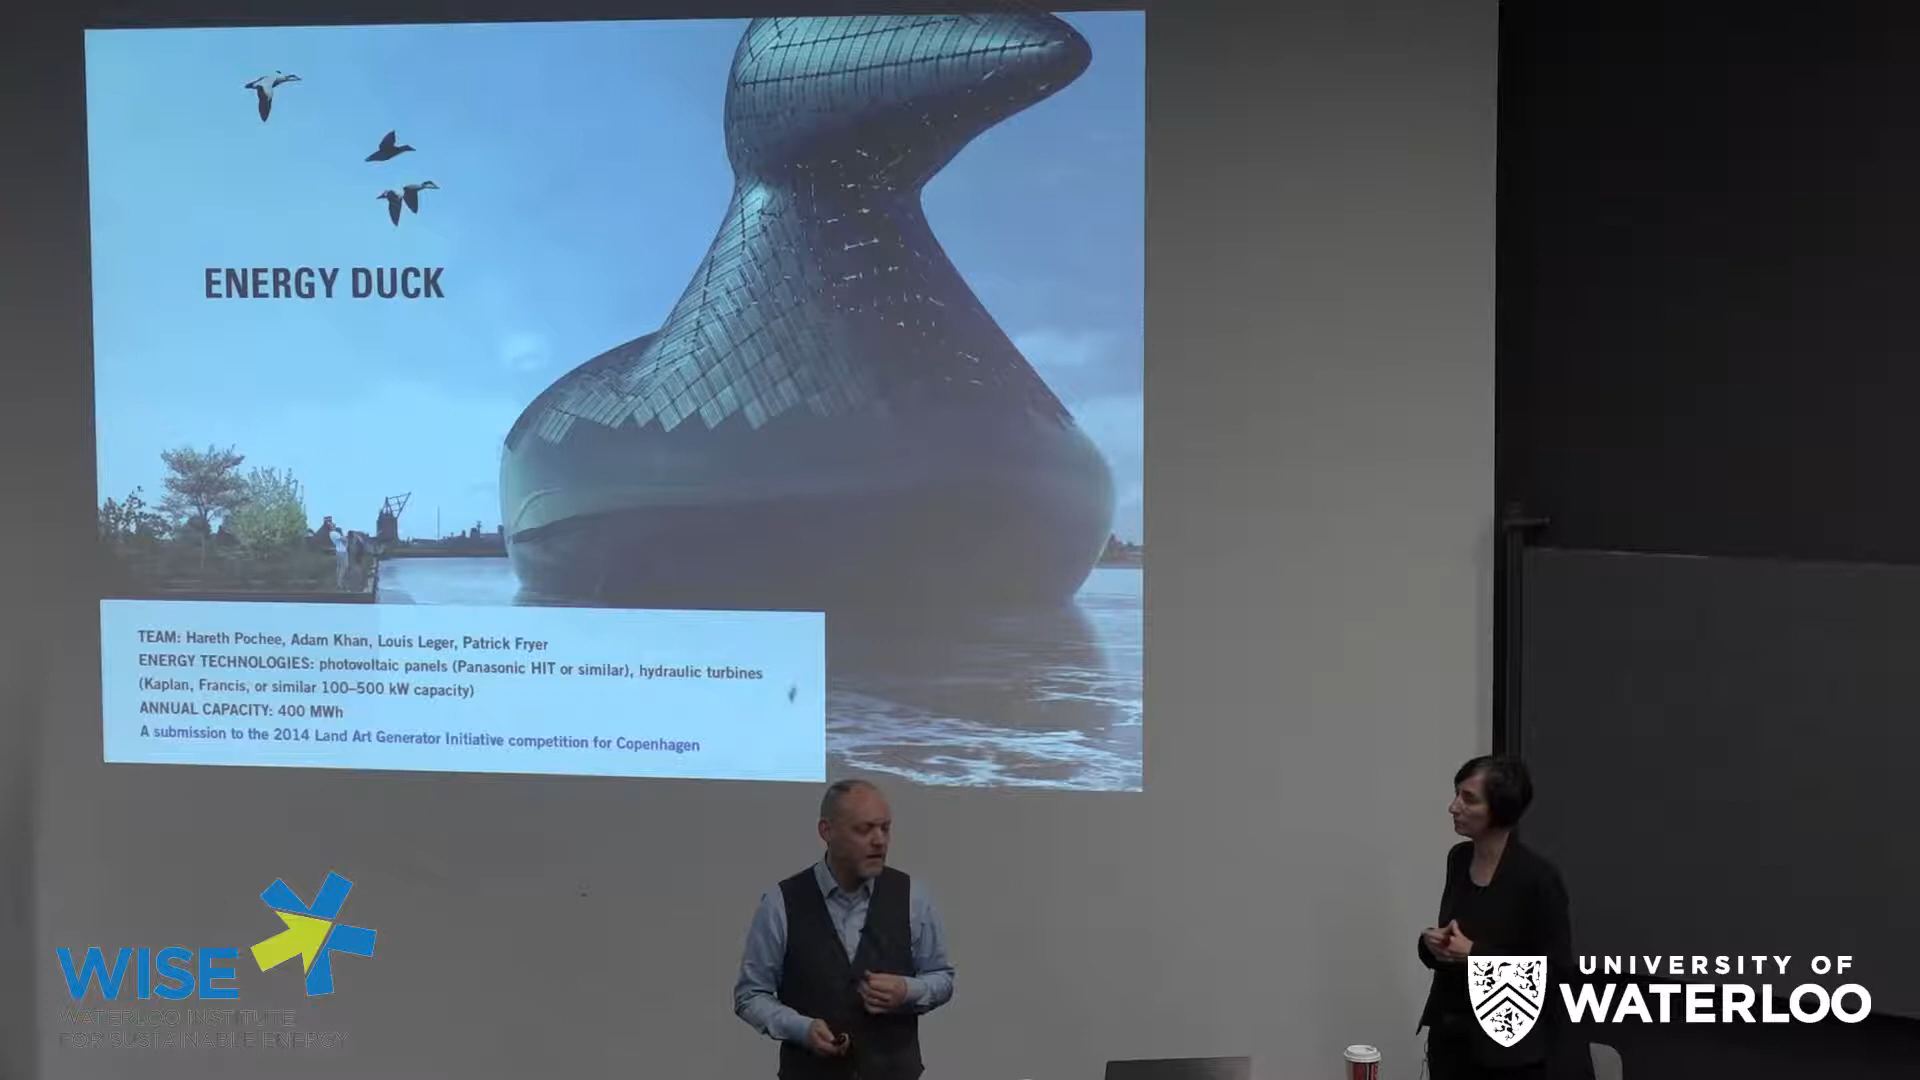 ENERGY DUCK
TEAM: Hareth Pochee, Adam Khan, Louis Leger, Patrick Fryer
ENERGY TECHNOLOGIES: photovoltaic panels (Panasonic HIT or similar), hydraulic turbines
(Kaplan, Francis, or similar 100–500 kW capacity)
ANNUAL CAPACITY: 400 MWh
A submission to the 2014 Land Art Generator Initiative competition for Copenhagen
WISE
WATERLOO INSTITUTE
FOR SUSTAINABLE ENERGY
UNIVERSITY OF
WATERLOO